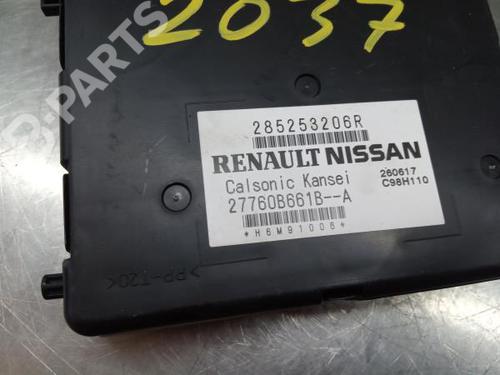 2037
285253206R
RENAULT NISSAN
Calsonic Kansei 260617
27760B661B--A C98H110
*H6M91006*
>PP-T20<
B-PARTS